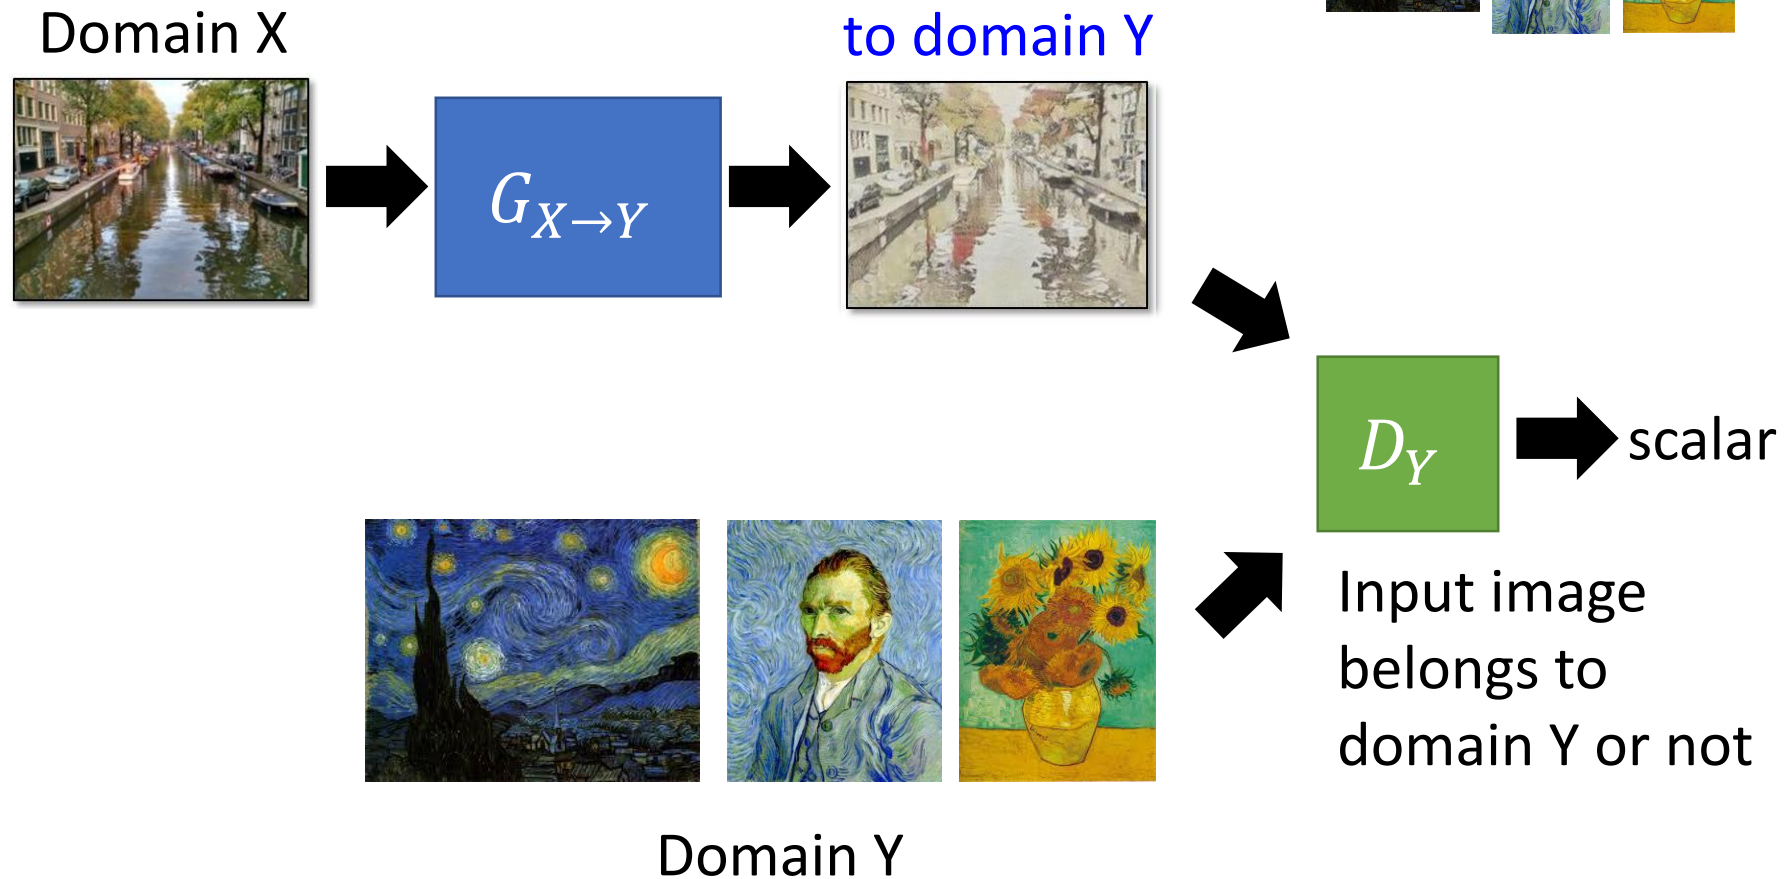 Domain X
to domain Y
G_{X→Y}
D_Y
scalar
Input image
belongs to
domain Y or not
Domain Y